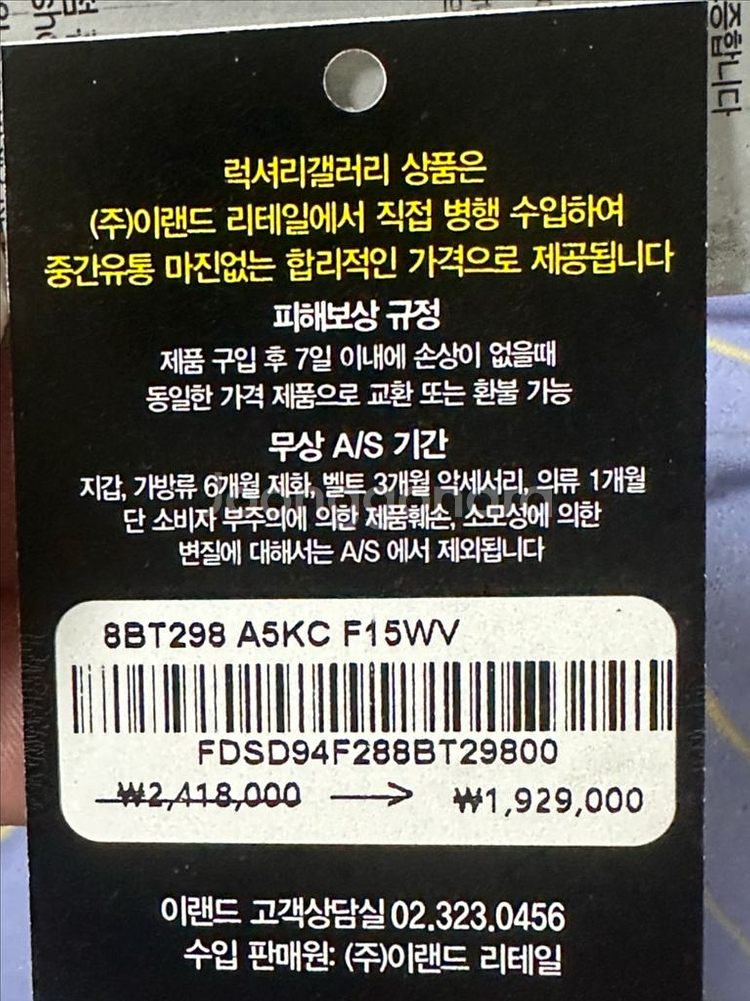 증합니다
럭셔리갤러리 상품은
(주)이랜드 리테일에서 직접 병행 수입하여
중간유통 마진없는 합리적인 가격으로 제공됩니다
피해보상 규정
제품 구입 후 7일 이내에 손상이 없을때
동일한 가격 제품으로 교환 또는 환불 가능
무상 A/S 기간
지갑, 가방류 6개월 제화, 벨트 3개월 악세서리, 의류 1개월
단 소비자 부주의에 의한 제품훼손, 소모성에 의한
변질에 대해서는 A/S 에서 제외됩니다
8BT298 A5KC F15WV
FDSD94F288BT29800
₩2,418,000 → ₩1,929,000
이랜드 고객상담실 02.323.0456
수입 판매원: (주)이랜드 리테일